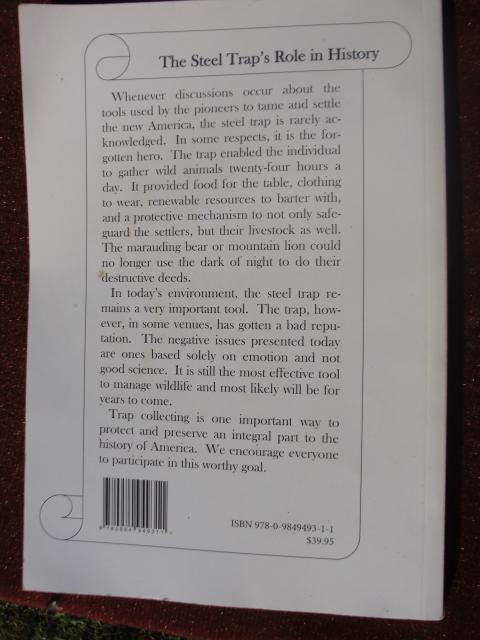 The Steel Trap's Role in History
Whenever discussions occur about the
tools used by the pioneers to tame and settle
the new America, the steel trap is rarely ac-
knowledged. In some respects, it is the for-
gotten hero. The trap enabled the individual
to gather wild animals twenty-four hours a
day. It provided food for the table, clothing
to wear, renewable resources to barter with,
and a protective mechanism to not only safe-
guard the settlers, but their livestock as well.
The marauding bear or mountain lion could
no longer use the dark of night to do their
destructive deeds.
In today's environment, the steel trap re-
mains a very important tool. The trap, how-
ever, in some venues, has gotten a bad repu-
tation. The negative issues presented today
are ones based solely on emotion and not
good science. It is still the most effective tool
to manage wildlife and most likely will be for
years to come.
Trap collecting is one important way to
protect and preserve an integral part to the
history of America. We encourage everyone
to participate in this worthy goal.
ISBN 978-0-9849493-1-1
$39.95